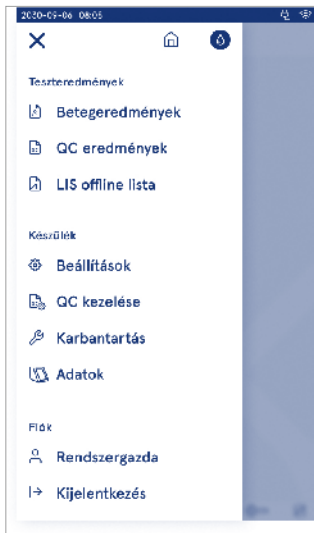 2030-09-06 08:05
Teszteredmények
Betegeredmények
QC eredmények
LIS offline lista
Készülék
Beállítások
QC kezelése
Karbantartás
Adatok
Fiók
Rendszergazda
Kijelentkezés